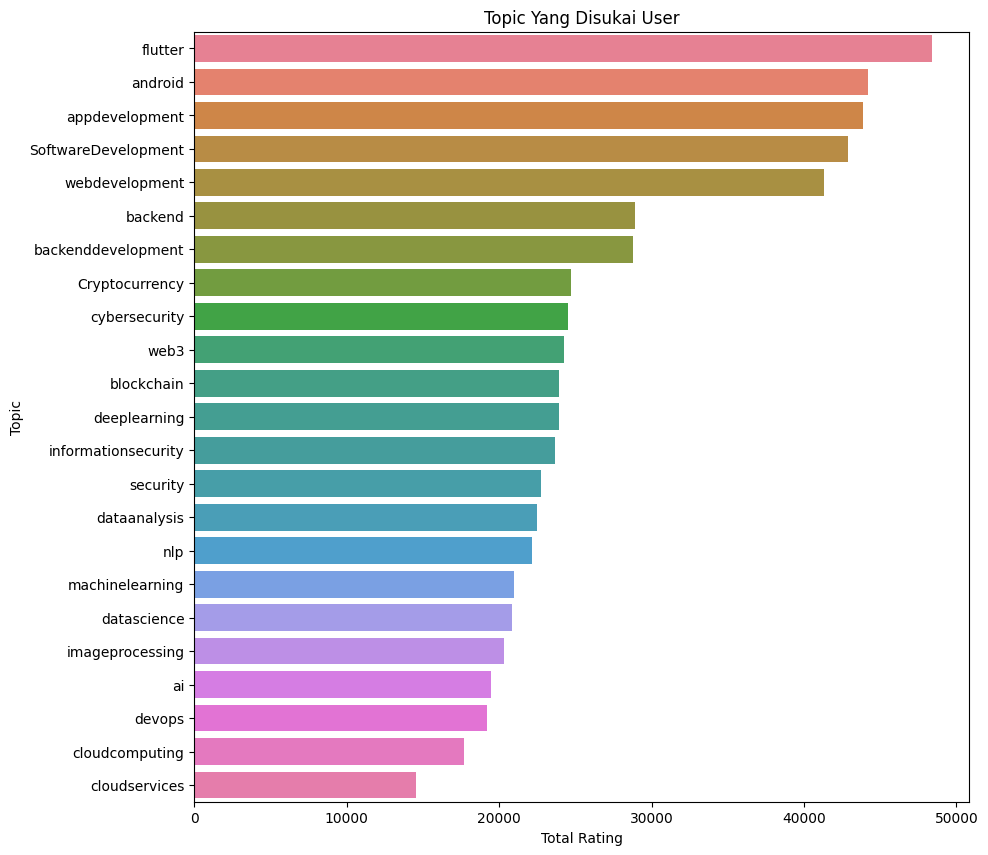 Topic Yang Disukai User
flutter
android
appdevelopment
SoftwareDevelopment
webdevelopment
backend
backenddevelopment
Cryptocurrency
cybersecurity
web3
blockchain
deeplearning
informationsecurity
security
dataanalysis
nlp
machinelearning
datascience
imageprocessing
ai
devops
cloudcomputing
cloudservices
Topic
0 10000 20000 30000 40000 50000
Total Rating